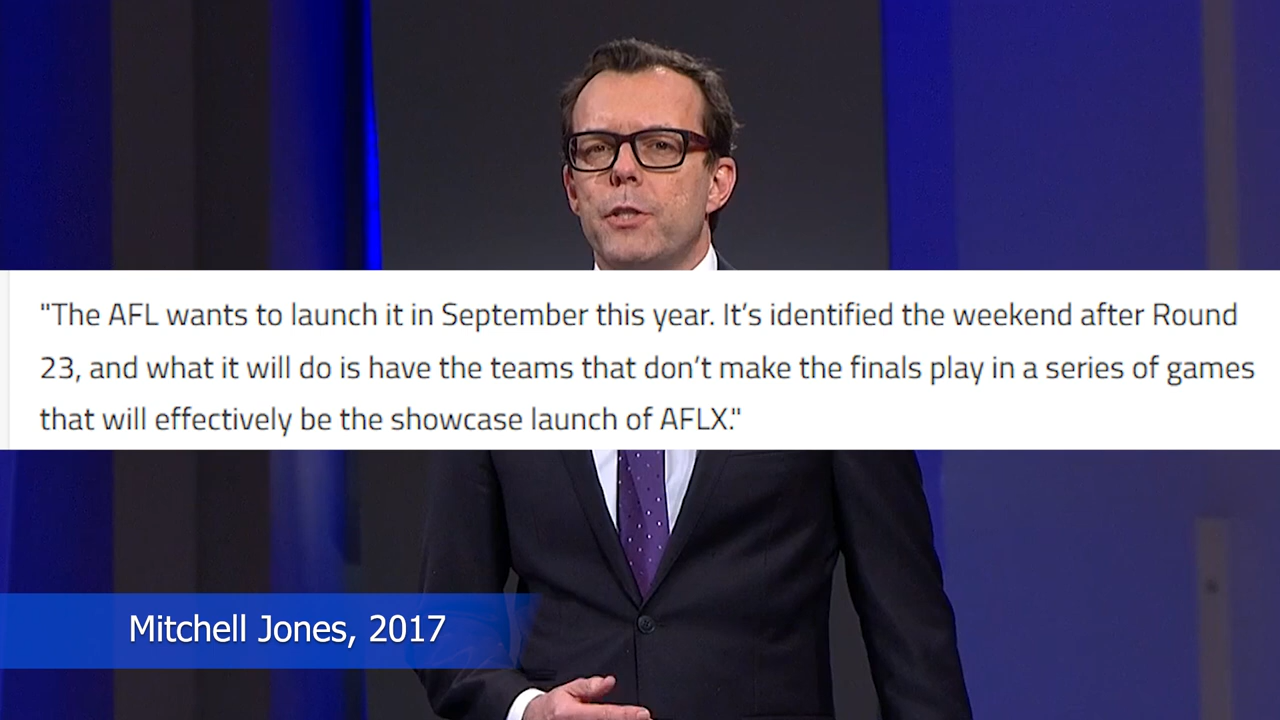 "The AFL wants to launch it in September this year. It’s identified the weekend after Round
23, and what it will do is have the teams that don’t make the finals play in a series of games
that will effectively be the showcase launch of AFLX."
Mitchell Jones, 2017